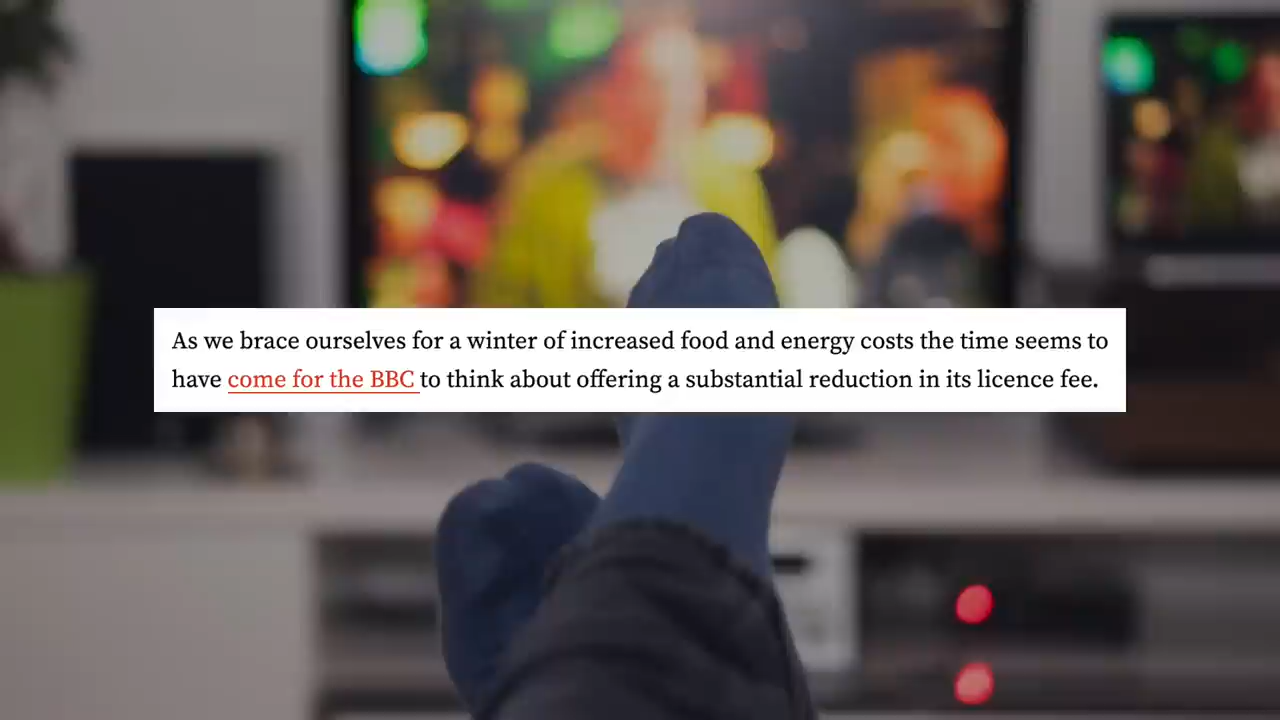 As we brace ourselves for a winter of increased food and energy costs the time seems to
have come for the BBC to think about offering a substantial reduction in its licence fee.